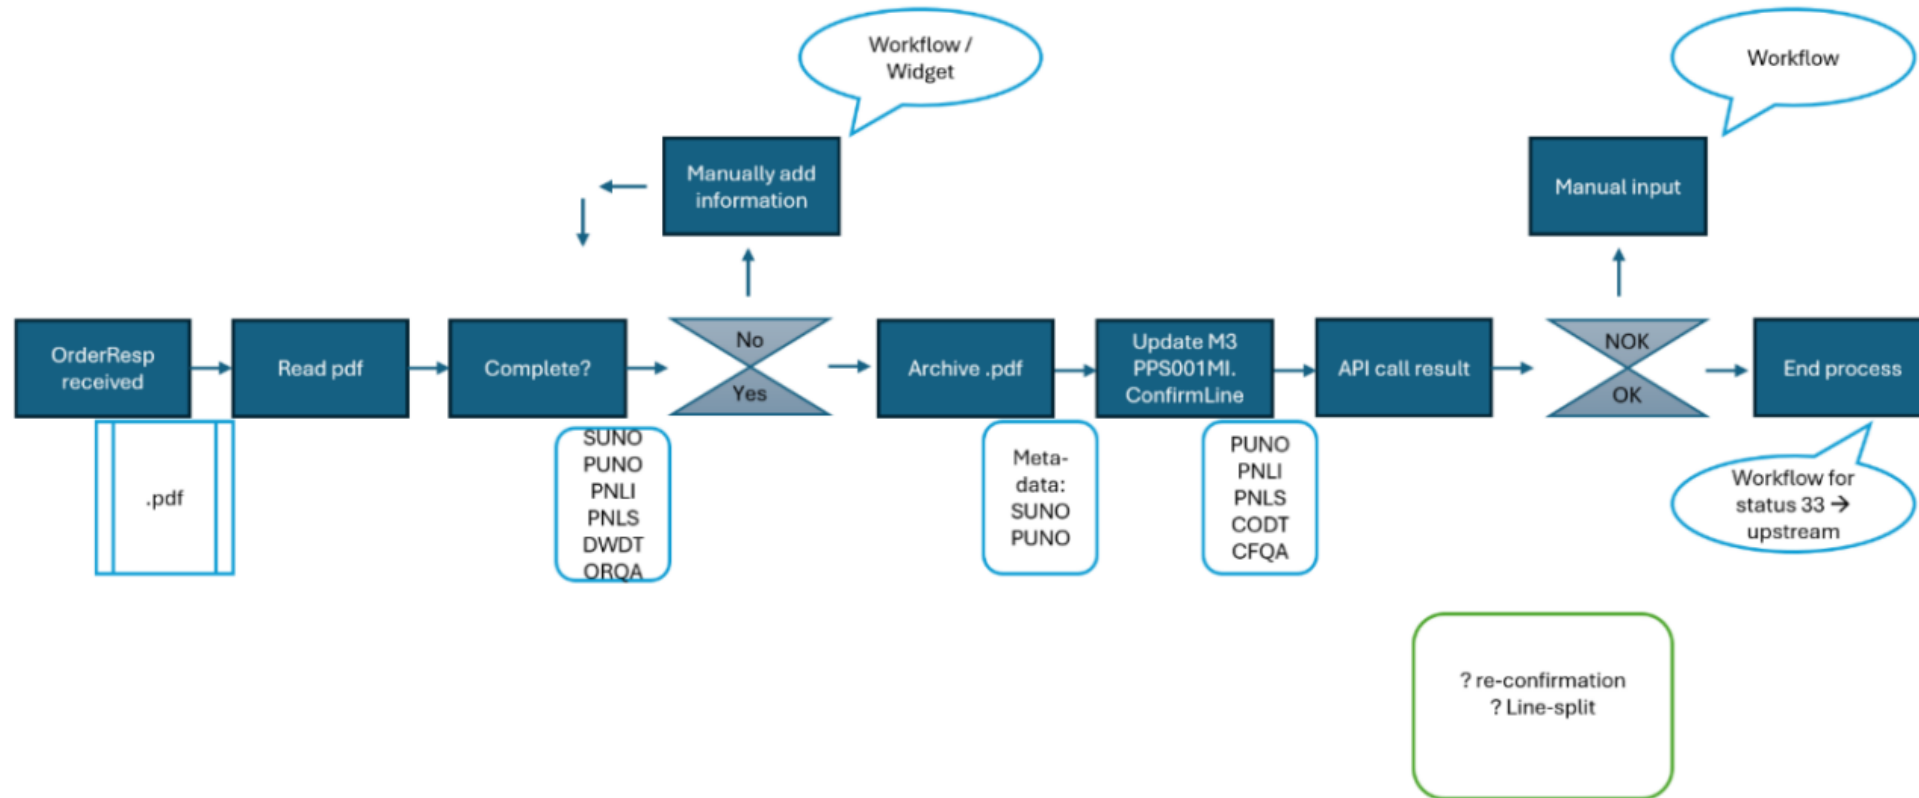 Workflow /
Widget
Workflow
Manually add
information
Manual input
OrderResp
received
Read pdf
Complete?
No
Yes
Archive .pdf
Update M3
PPS001MI.
ConfirmLine
API call result
NOK
OK
End process
.pdf
SUNO
PUNO
PNLI
PNLS
DWDT
ORQA
Meta-
data:
SUNO
PUNO
PUNO
PNLI
PNLS
CODT
CFQA
Workflow for
status 33 →
upstream
? re-confirmation
? Line-split